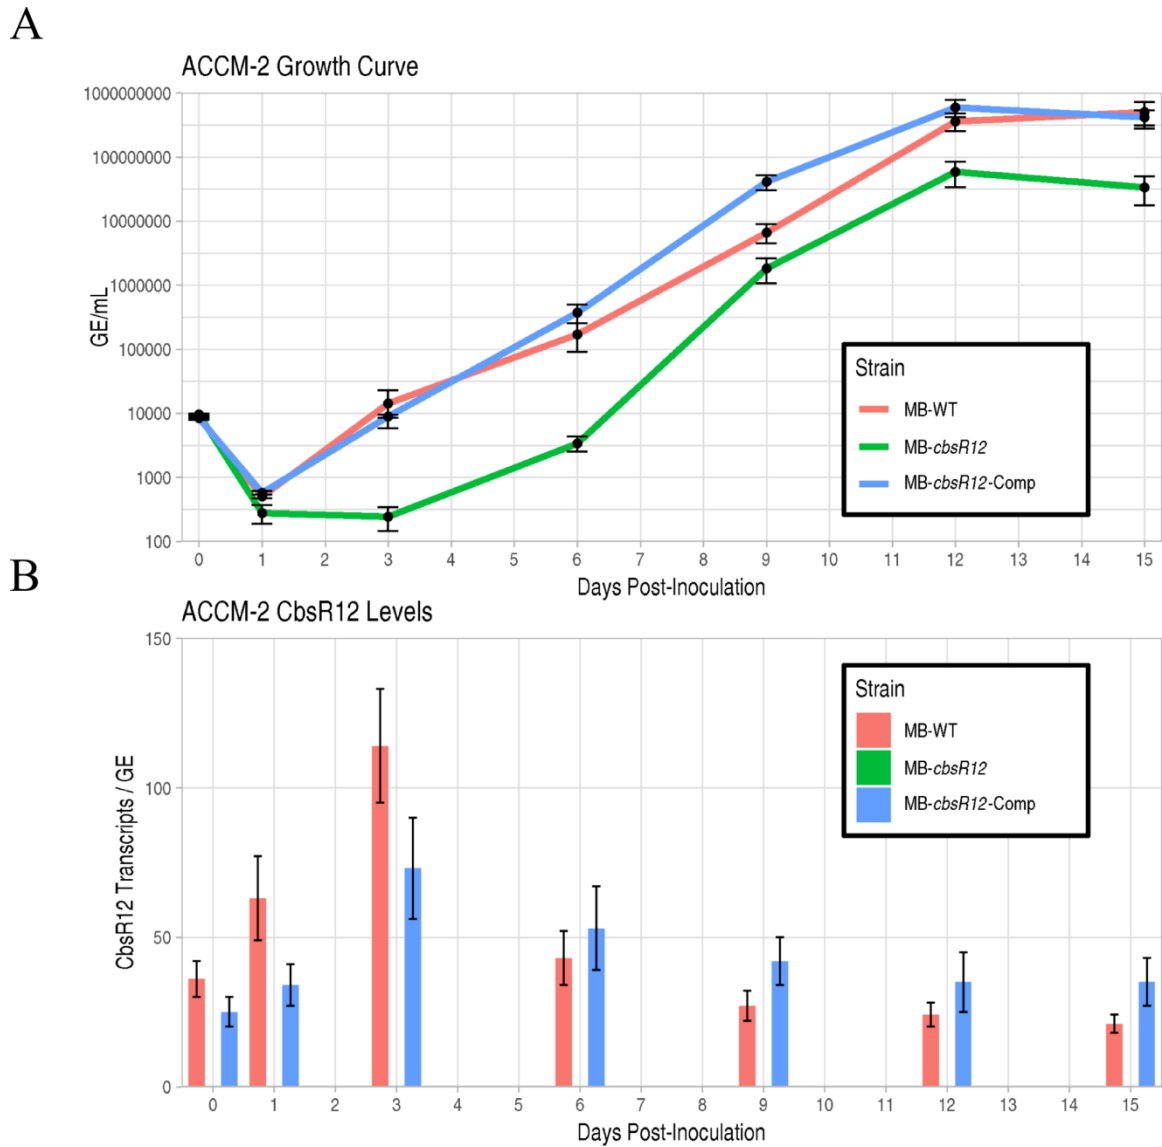 A
ACCM-2 Growth Curve
1000000000
100000000
10000000
1000000
100000
10000
1000
100
GE/mL
Strain
MB-WT
MB-cbsR12
MB-cbsR12-Comp
0 1 2 3 4 5 6 7 8 9 10 11 12 13 14 15
Days Post-Inoculation
B
ACCM-2 CbsR12 Levels
150
100
50
0
CbsR12 Transcripts / GE
Strain
MB-WT
MB-cbsR12
MB-cbsR12-Comp
0 1 2 3 4 5 6 7 8 9 10 11 12 13 14 15
Days Post-Inoculation